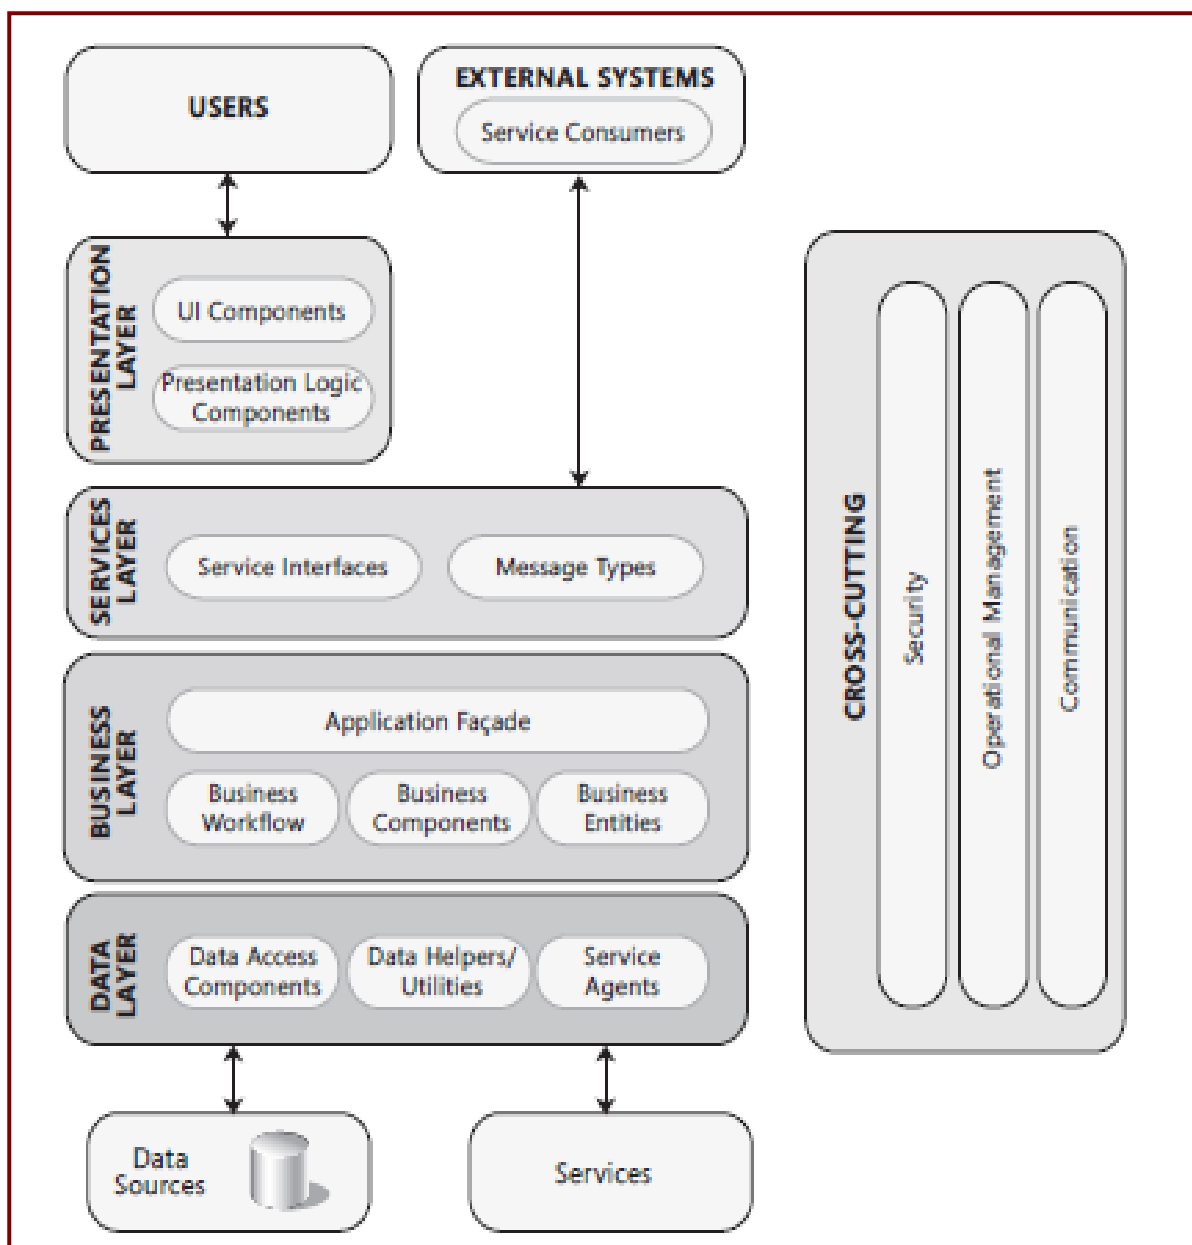 USERS
EXTERNAL SYSTEMS
Service Consumers
PRESENTATION
LAYER
UI Components
Presentation Logic
Components
SERVICES
LAYER
Service Interfaces
Message Types
BUSINESS
LAYER
Application Façade
Business
Workflow
Business
Components
Business
Entities
DATA
LAYER
Data Access
Components
Data Helpers/
Utilities
Service
Agents
Data
Sources
Services
CROSS-CUTTING
Security
Operational Management
Communication